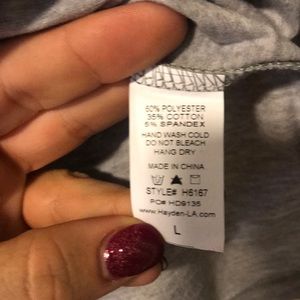 60% POLYESTER
35% COTTON
5% SPANDEX
HAND WASH COLD
DO NOT BLEACH
HANG DRY
MADE IN CHINA
STYLE# H6167
PO# HD9135
www.Hayden-LA.com
L